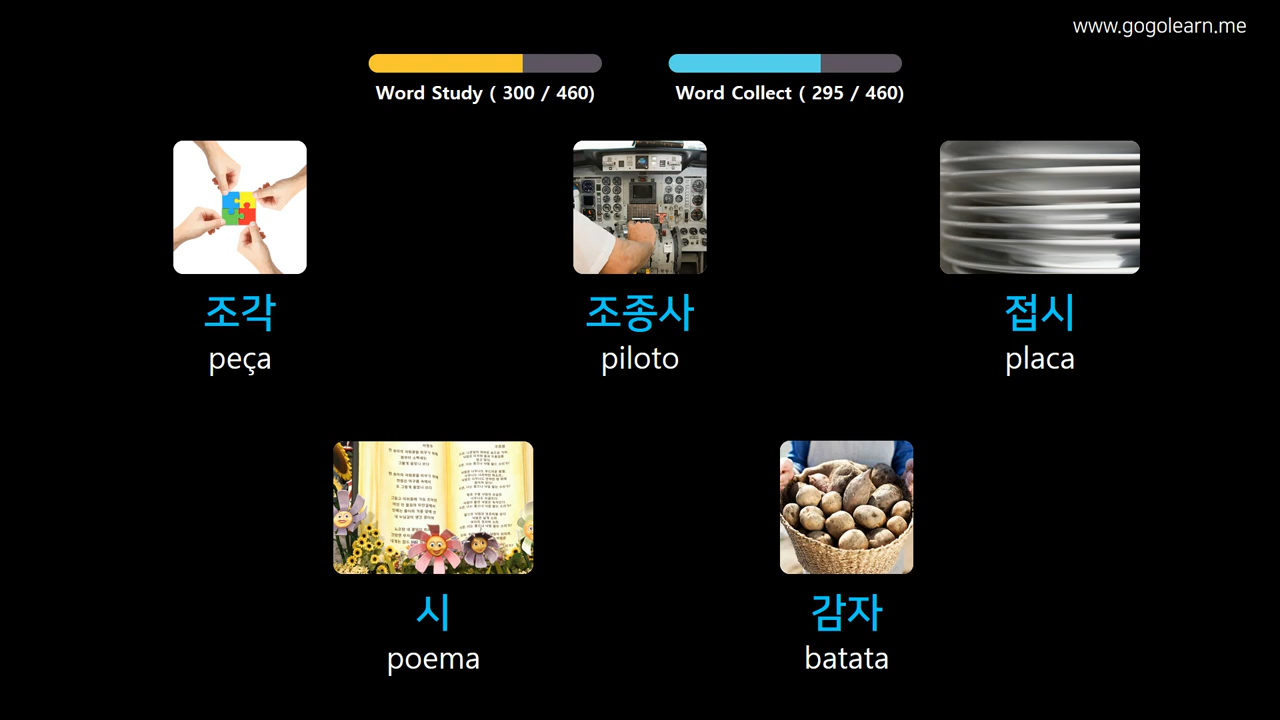 www.gogolearn.me
Word Study ( 300 / 460)
Word Collect ( 295 / 460)
조각
peça
조종사
piloto
접시
placa
시
poema
감자
batata